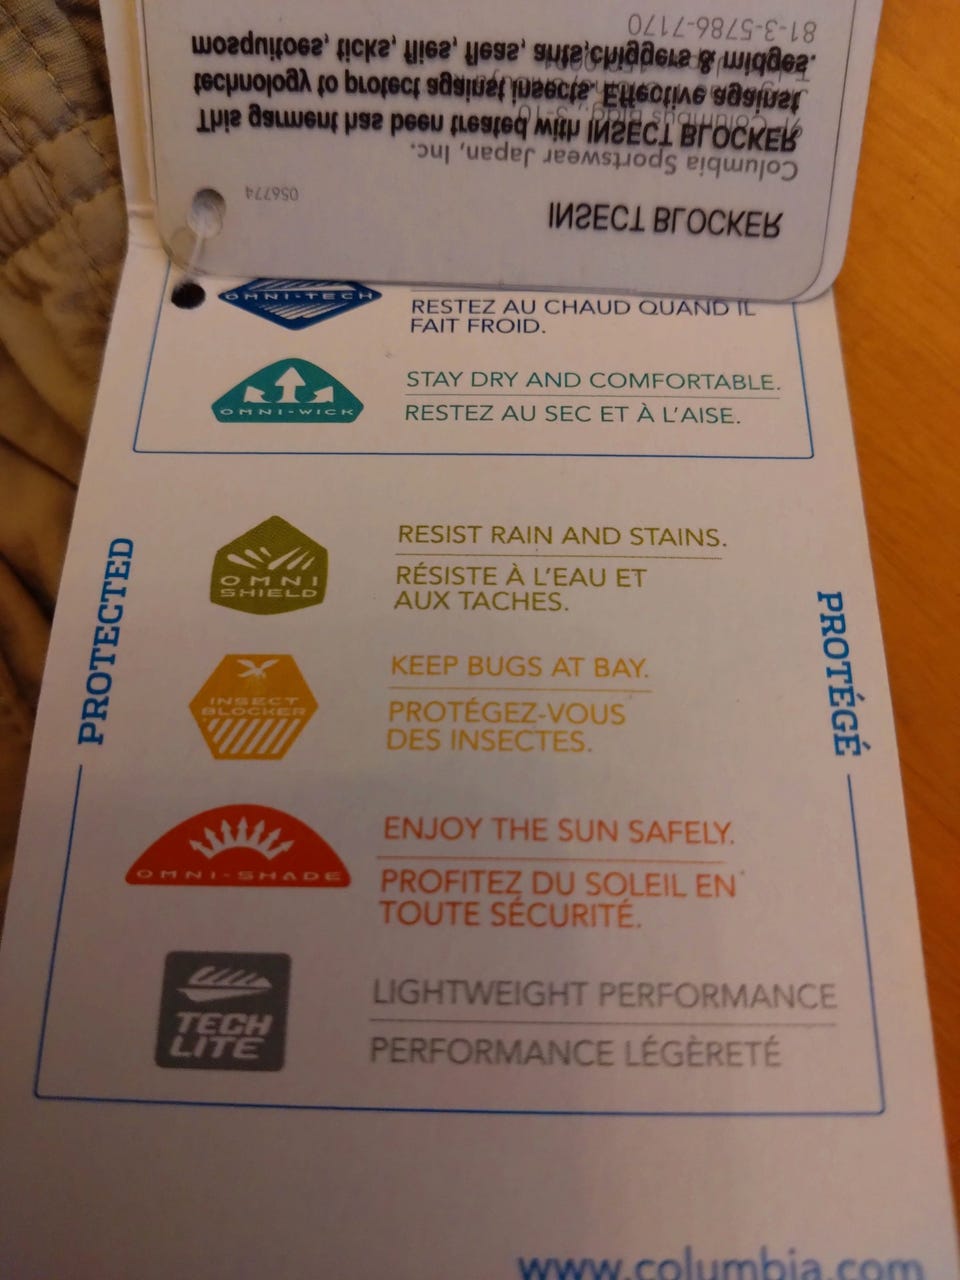 INSECT BLOCKER
056774
Columbia Sportswear Japan, Inc.
This garment has been treated with INSECT BLOCKER
technology to protect against insects. Effective against
mosquitoes, ticks, flies, fleas, ants,chiggers & midges.
81-3-5786-7170
OMNI-TECH
RESTEZ AU CHAUD QUAND IL
FAIT FROID.
OMNI-WICK
STAY DRY AND COMFORTABLE.
RESTEZ AU SEC ET À L'AISE.
PROTECTED
PROTÉGÉ
OMNI
SHIELD
RESIST RAIN AND STAINS.
RÉSISTE À L'EAU ET
AUX TACHES.
INSECT
BLOCKER
KEEP BUGS AT BAY.
PROTÉGEZ-VOUS
DES INSECTES.
OMNI-SHADE
ENJOY THE SUN SAFELY.
PROFITEZ DU SOLEIL EN
TOUTE SÉCURITÉ.
TECH
LITE
LIGHTWEIGHT PERFORMANCE
PERFORMANCE LÉGÈRETÉ
www.columbia.com